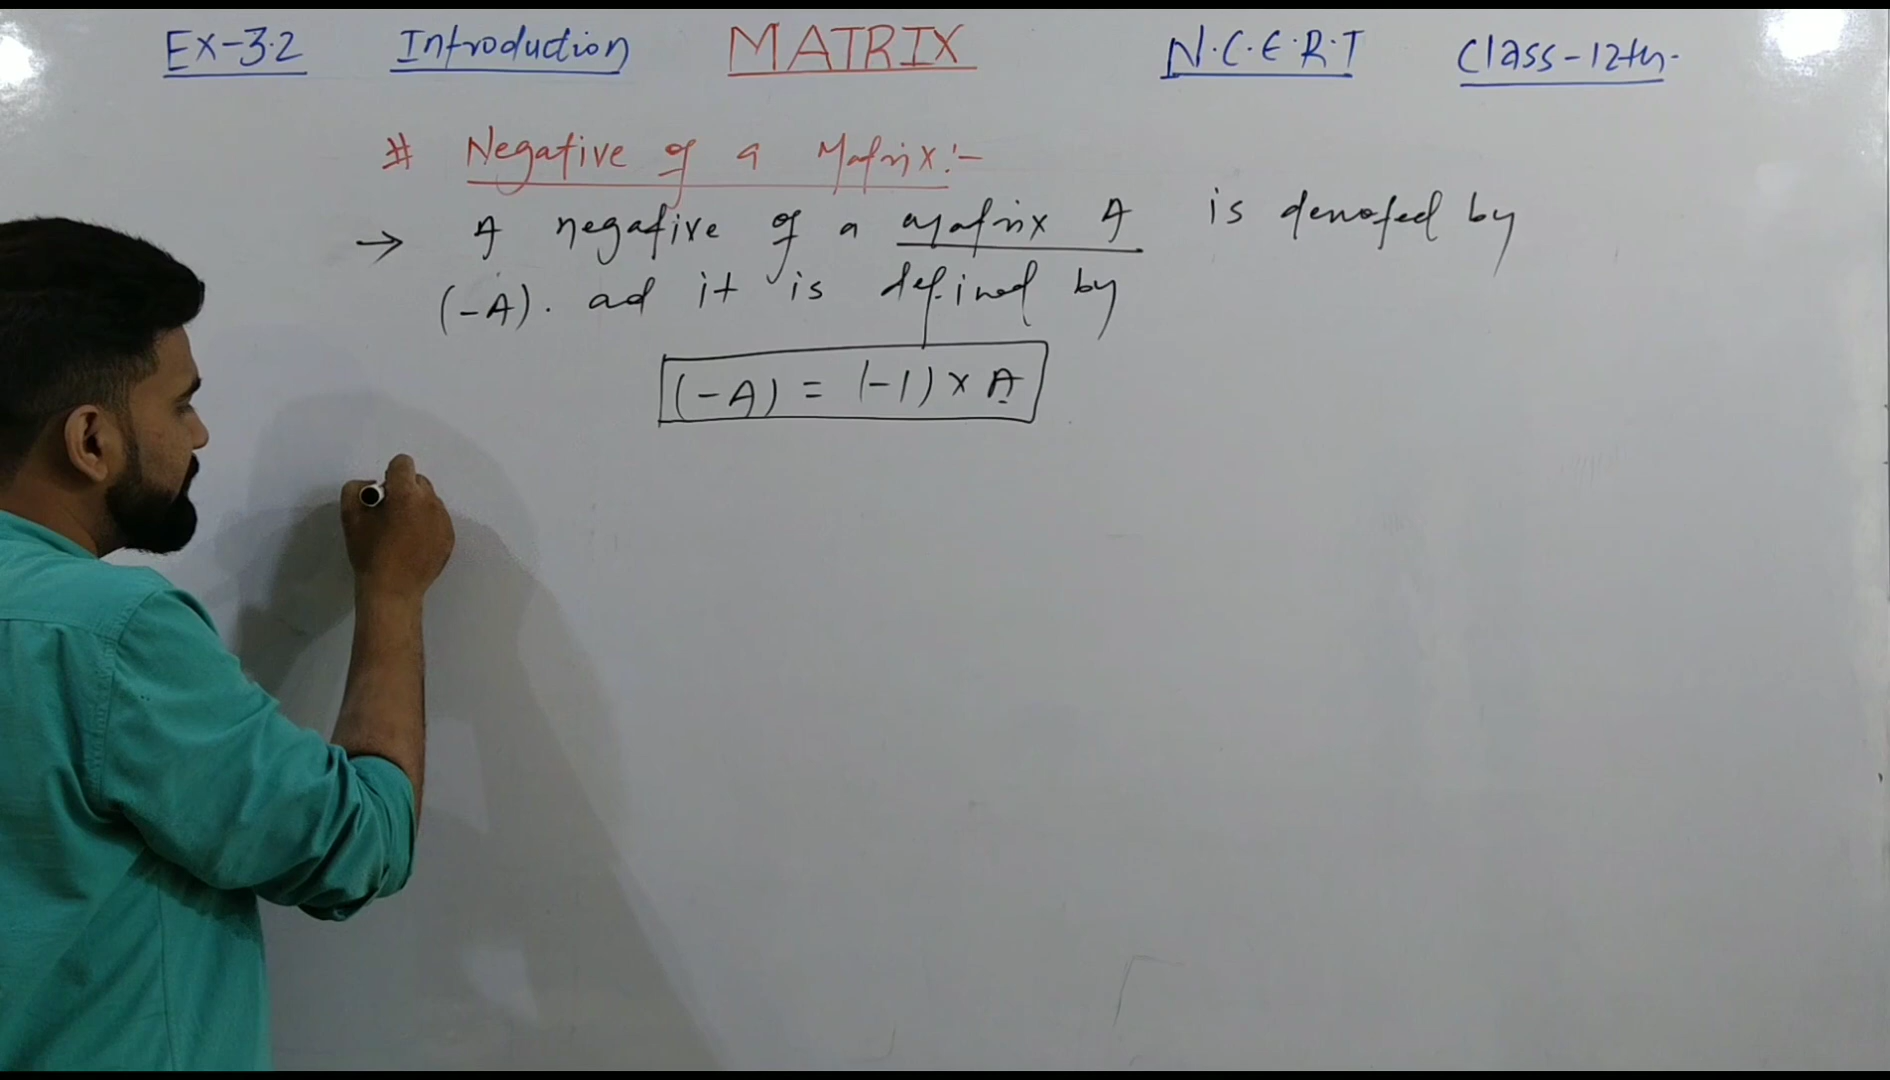 Ex-3.2 Introduction MATRIX N.C.E.R.T Class-12th.
# Negative of a Matrix:-
→ A negative of a matrix A is denoted by
(-A). ad it is defined by
(-A) = (-1) × A